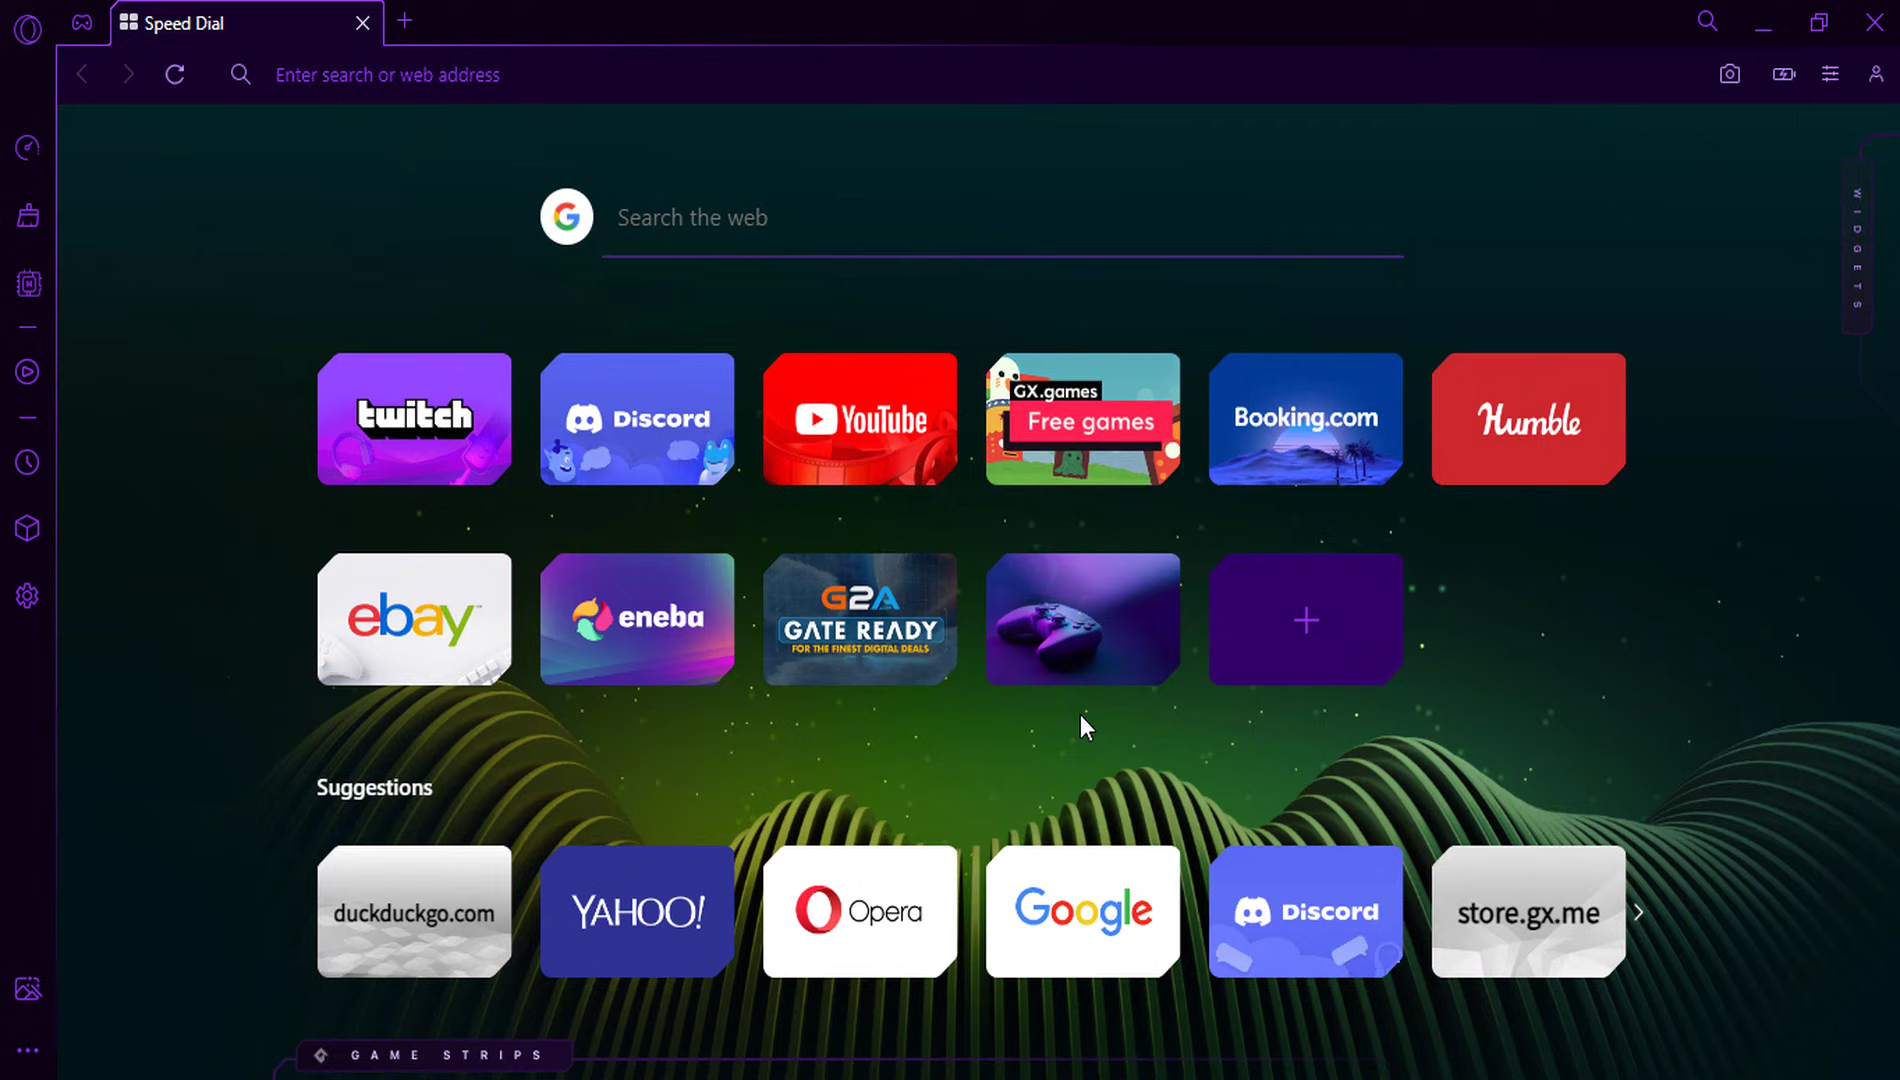 Speed Dial
Enter search or web address
WIDGETS
Search the web
twitch
Discord
YouTube
GX.games
Free games
Booking.com
Humble
ebay™
eneba
G2A
GATE READY
FOR THE FINEST DIGITAL DEALS
Suggestions
duckduckgo.com
YAHOO!
Opera
Google
Discord
store.gx.me
GAME STRIPS